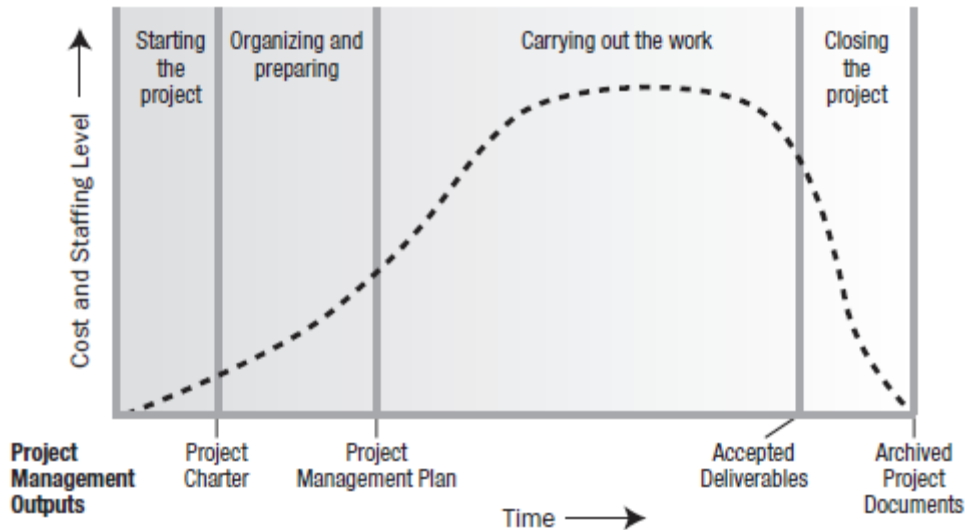 Starting
the
project
Organizing and
preparing
Carrying out the work
Closing
the
project
Cost and Staffing Level
Project
Management
Outputs
Project
Charter
Project
Management Plan
Accepted
Deliverables
Archived
Project
Documents
Time